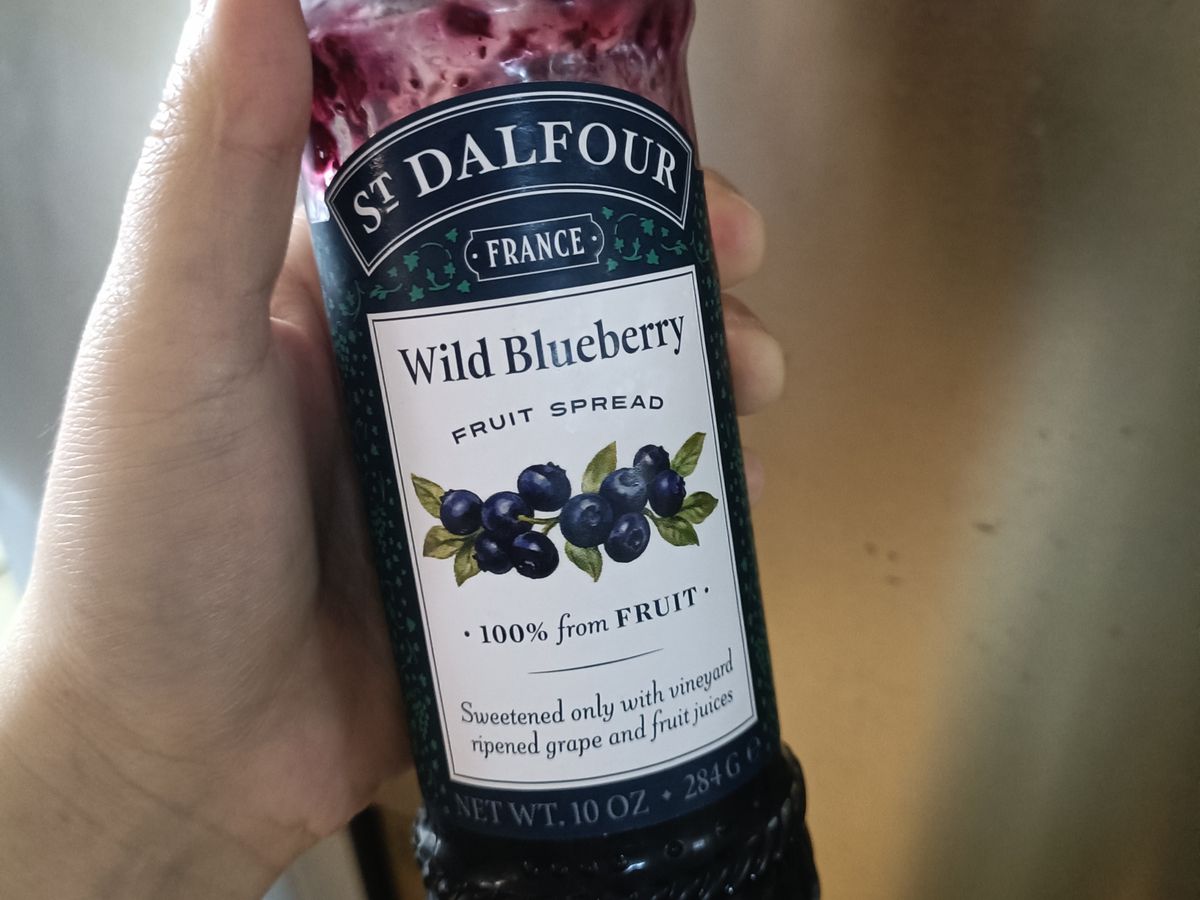 ST DALFOUR
· FRANCE ·
Wild Blueberry
FRUIT SPREAD
· 100% from FRUIT ·
Sweetened only with vineyard
ripened grape and fruit juices
NET WT. 10 OZ · 284 G